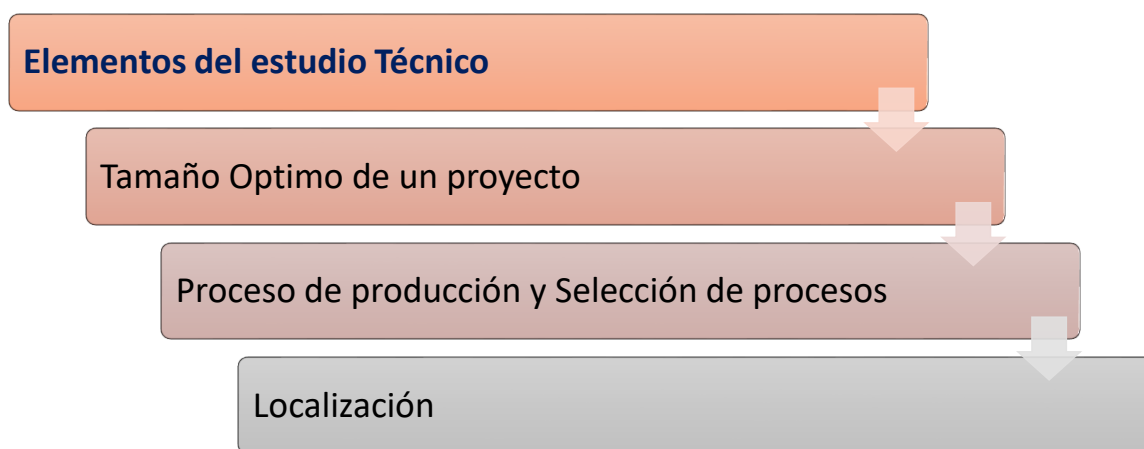 Elementos del estudio Técnico
Tamaño Optimo de un proyecto
Proceso de producción y Selección de procesos
Localización